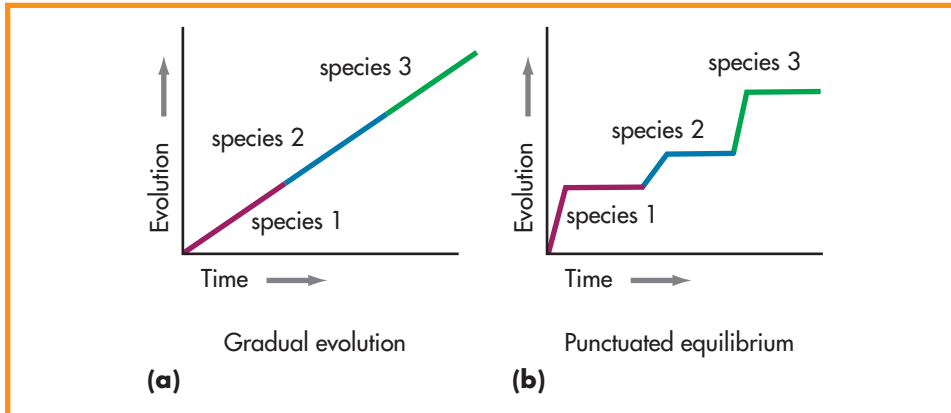 species 3
species 2
species 1
Evolution
Time
Gradual evolution
(a)
species 3
species 2
species 1
Evolution
Time
Punctuated equilibrium
(b)